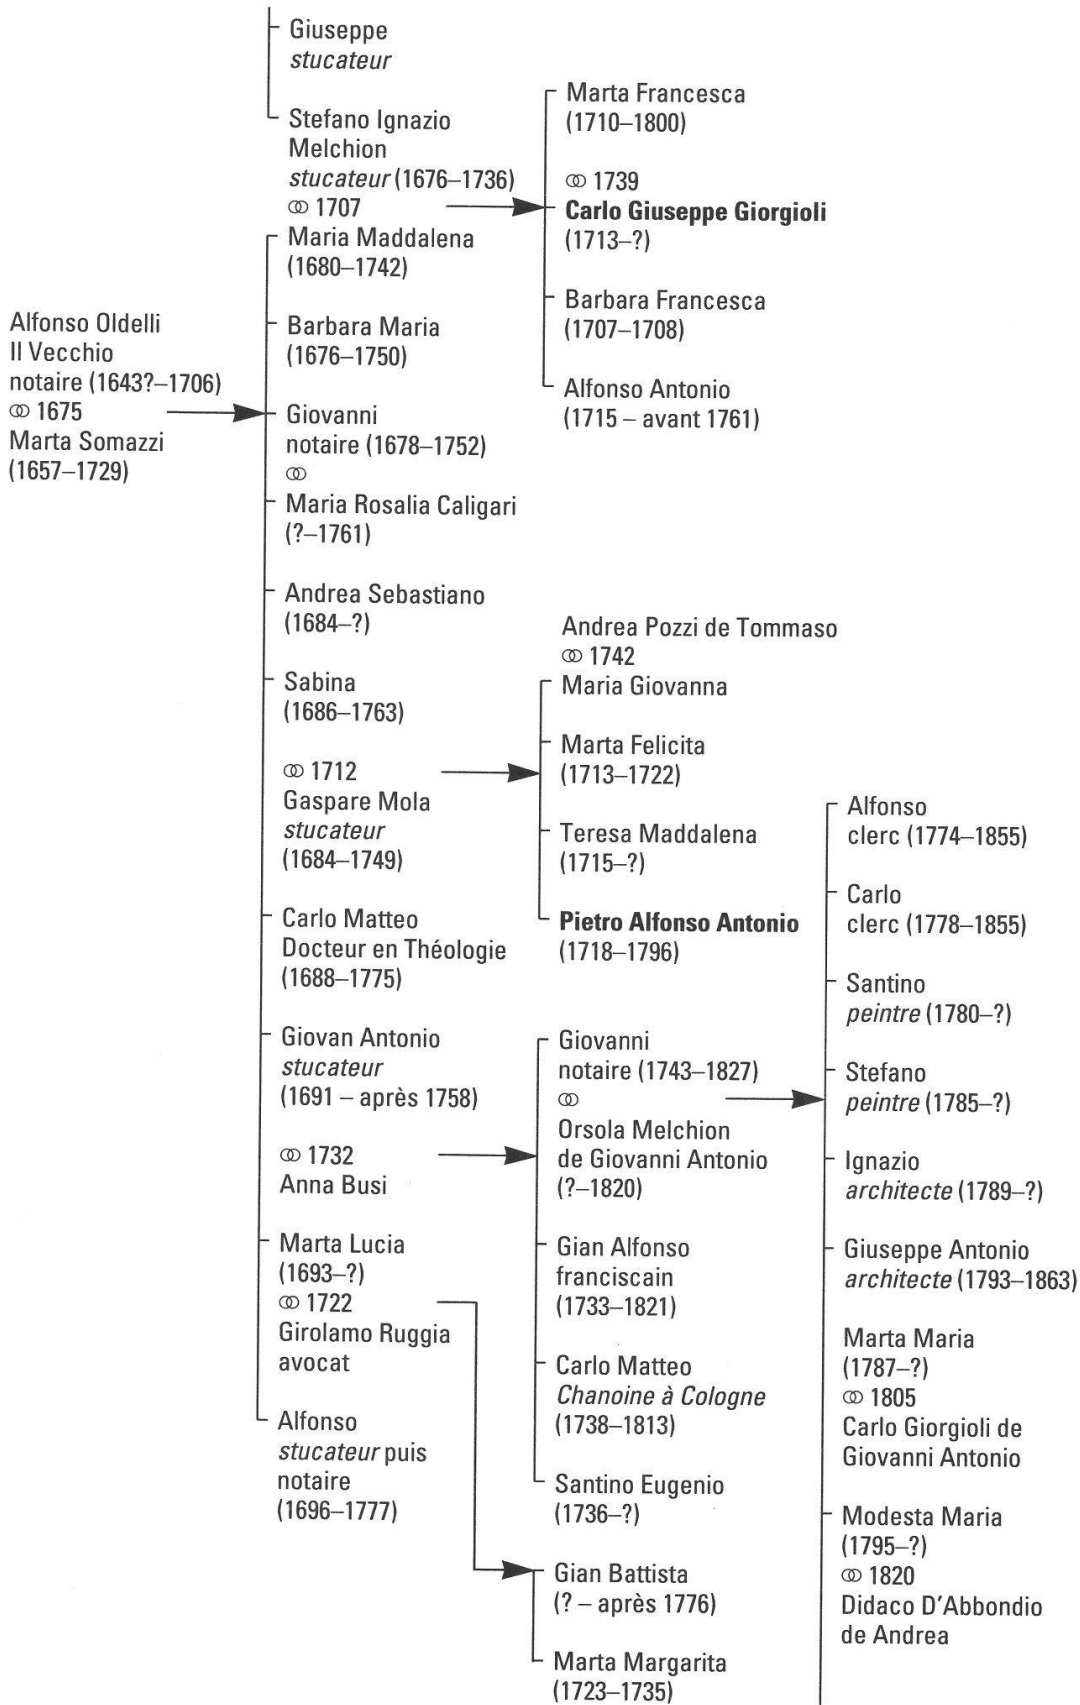 Giuseppe
stucateur
Stefano Ignazio
Melchion
stucateur (1676–1736)
⚭ 1707
Maria Maddalena
(1680–1742)
Marta Francesca
(1710–1800)
⚭ 1739
Carlo Giuseppe Giorgioli
(1713–?)
Barbara Francesca
(1707–1708)
Alfonso Antonio
(1715 – avant 1761)
Alfonso Oldelli
Il Vecchio
notaire (1643?–1706)
⚭ 1675
Marta Somazzi
(1657–1729)
Barbara Maria
(1676–1750)
Giovanni
notaire (1678–1752)
⚭
Maria Rosalia Caligari
(?–1761)
Andrea Sebastiano
(1684–?)
Sabina
(1686–1763)
⚭ 1712
Gaspare Mola
stucateur
(1684–1749)
Andrea Pozzi de Tommaso
⚭ 1742
Maria Giovanna
Marta Felicita
(1713–1722)
Teresa Maddalena
(1715–?)
Pietro Alfonso Antonio
(1718–1796)
Carlo Matteo
Docteur en Théologie
(1688–1775)
Giovan Antonio
stucateur
(1691 – après 1758)
⚭ 1732
Anna Busi
Giovanni
notaire (1743–1827)
⚭
Orsola Melchion
de Giovanni Antonio
(?–1820)
Gian Alfonso
franciscain
(1733–1821)
Carlo Matteo
Chanoine à Cologne
(1738–1813)
Santino Eugenio
(1736–?)
Alfonso
clerc (1774–1855)
Carlo
clerc (1778–1855)
Santino
peintre (1780–?)
Stefano
peintre (1785–?)
Ignazio
architecte (1789–?)
Giuseppe Antonio
architecte (1793–1863)
Marta Maria
(1787–?)
⚭ 1805
Carlo Giorgioli de
Giovanni Antonio
Modesta Maria
(1795–?)
⚭ 1820
Didaco D'Abbondio
de Andrea
Marta Lucia
(1693–?)
⚭ 1722
Girolamo Ruggia
avocat
Gian Battista
(? – après 1776)
Marta Margarita
(1723–1735)
Alfonso
stucateur puis
notaire
(1696–1777)